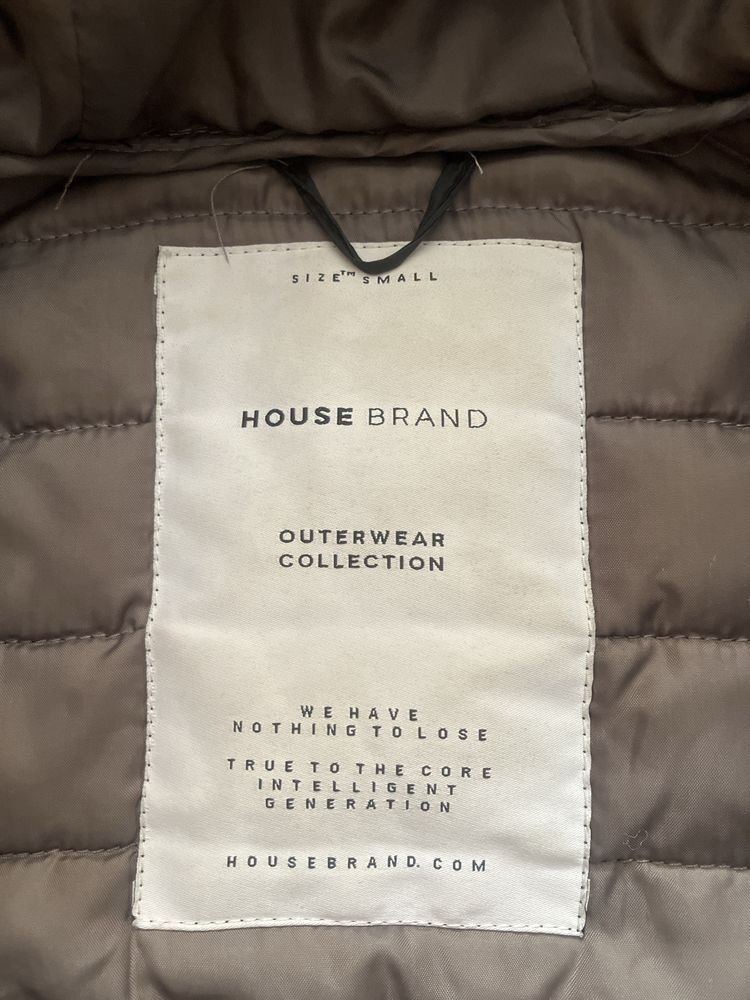 SIZE™ SMALL
HOUSE BRAND
OUTERWEAR
COLLECTION
WE HAVE
NOTHING TO LOSE
TRUE TO THE CORE
INTELLIGENT
GENERATION
HOUSEBRAND.COM